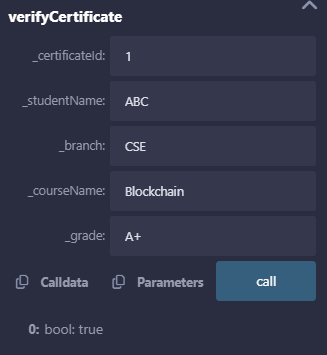 verifyCertificate
_certificateId: 1
_studentName: ABC
_branch: CSE
_courseName: Blockchain
_grade: A+
Calldata Parameters call
0: bool: true